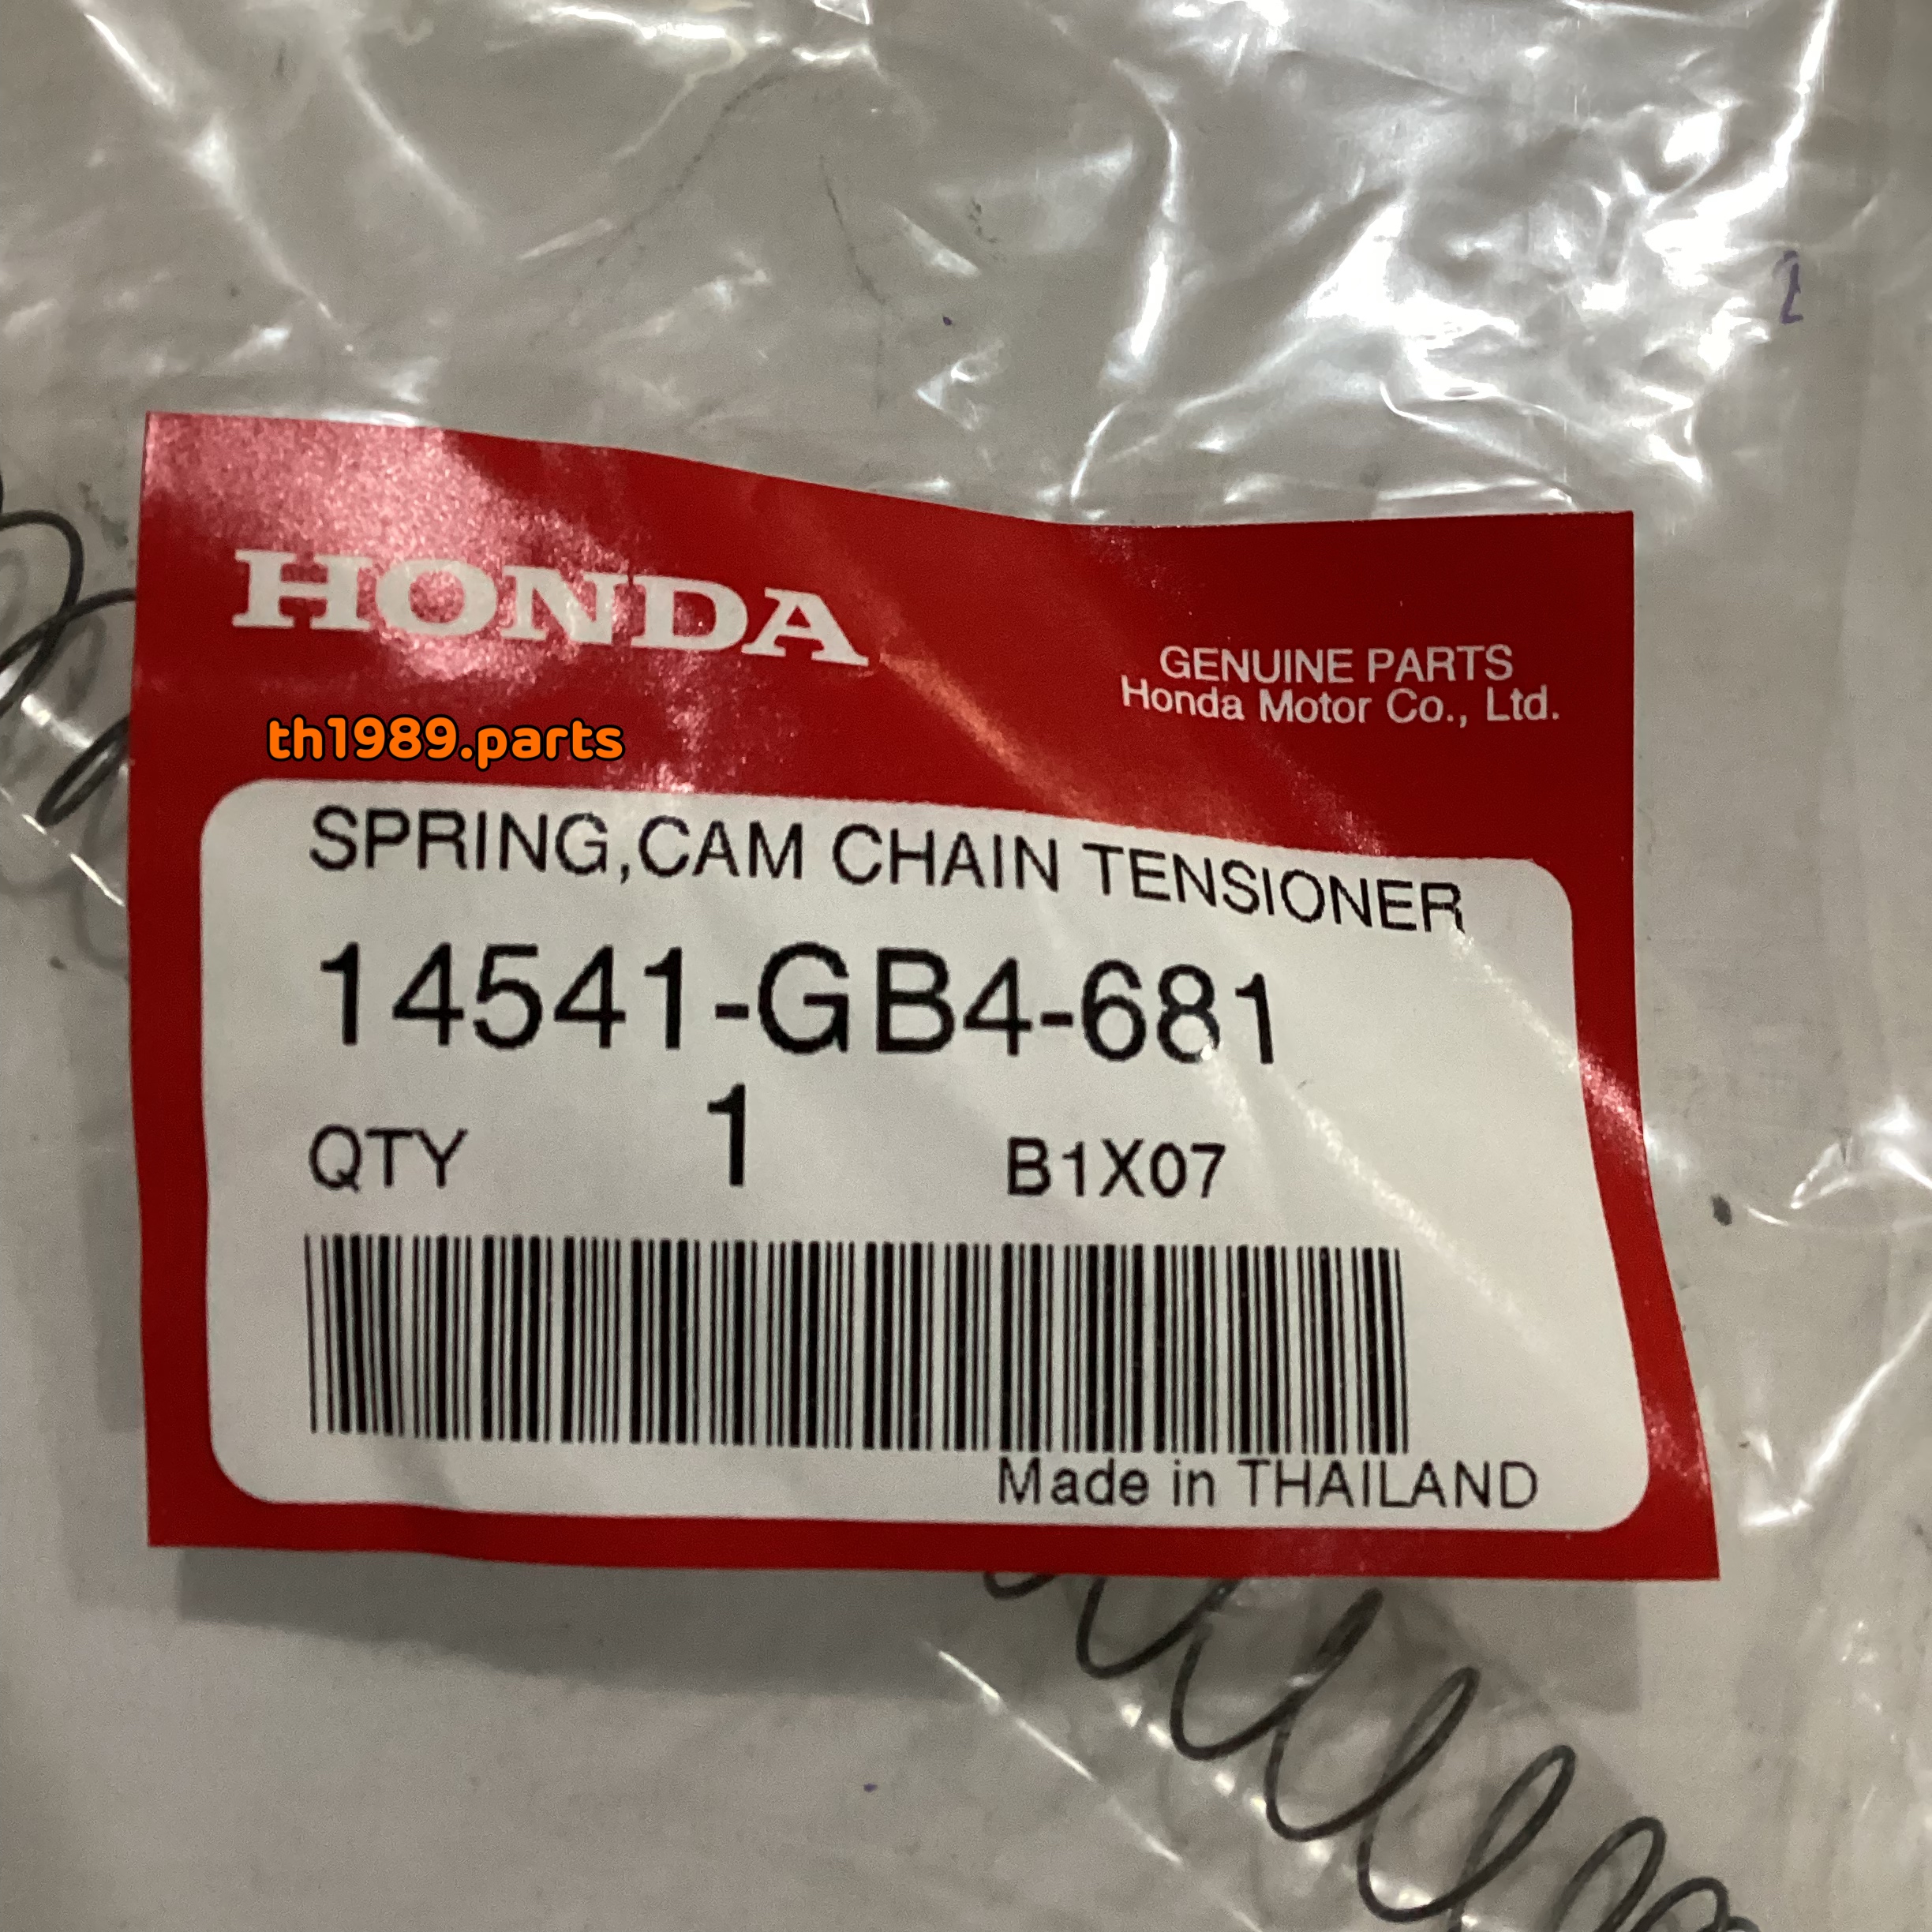 HONDA
GENUINE PARTS
Honda Motor Co., Ltd.
th1989.parts
SPRING,CAM CHAIN TENSIONER
14541-GB4-681
QTY 1 B1X07
Made in THAILAND